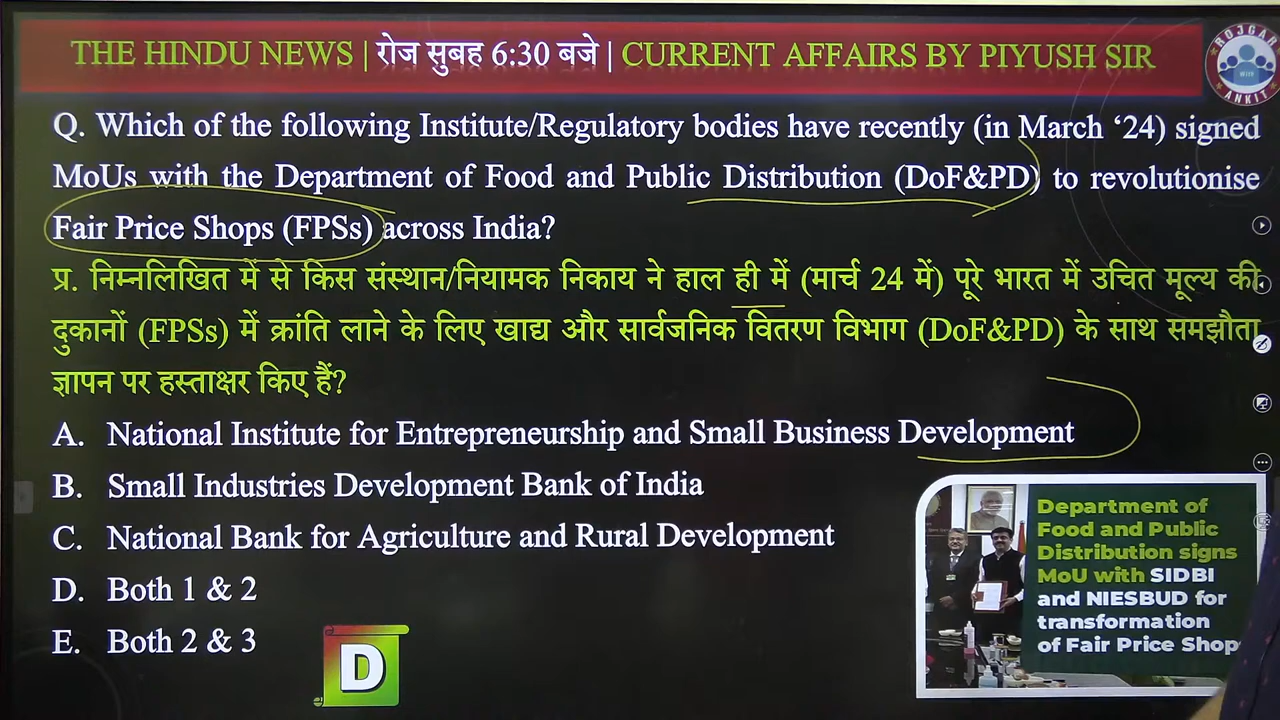 THE HINDU NEWS | रोज सुबह 6:30 बजे | CURRENT AFFAIRS BY PIYUSH SIR
ROJGAR
WITH
ANKIT
Q. Which of the following Institute/Regulatory bodies have recently (in March ‘24) signed
MoUs with the Department of Food and Public Distribution (DoF&PD) to revolutionise
Fair Price Shops (FPSs) across India?
प्र. निम्नलिखित में से किस संस्थान/नियामक निकाय ने हाल ही में (मार्च 24 में) पूरे भारत में उचित मूल्य की
दुकानों (FPSs) में क्रांति लाने के लिए खाद्य और सार्वजनिक वितरण विभाग (DoF&PD) के साथ समझौता
ज्ञापन पर हस्ताक्षर किए हैं?
A. National Institute for Entrepreneurship and Small Business Development
B. Small Industries Development Bank of India
C. National Bank for Agriculture and Rural Development
D. Both 1 & 2
E. Both 2 & 3
D
Department of
Food and Public
Distribution signs
MoU with SIDBI
and NIESBUD for
transformation
of Fair Price Shop